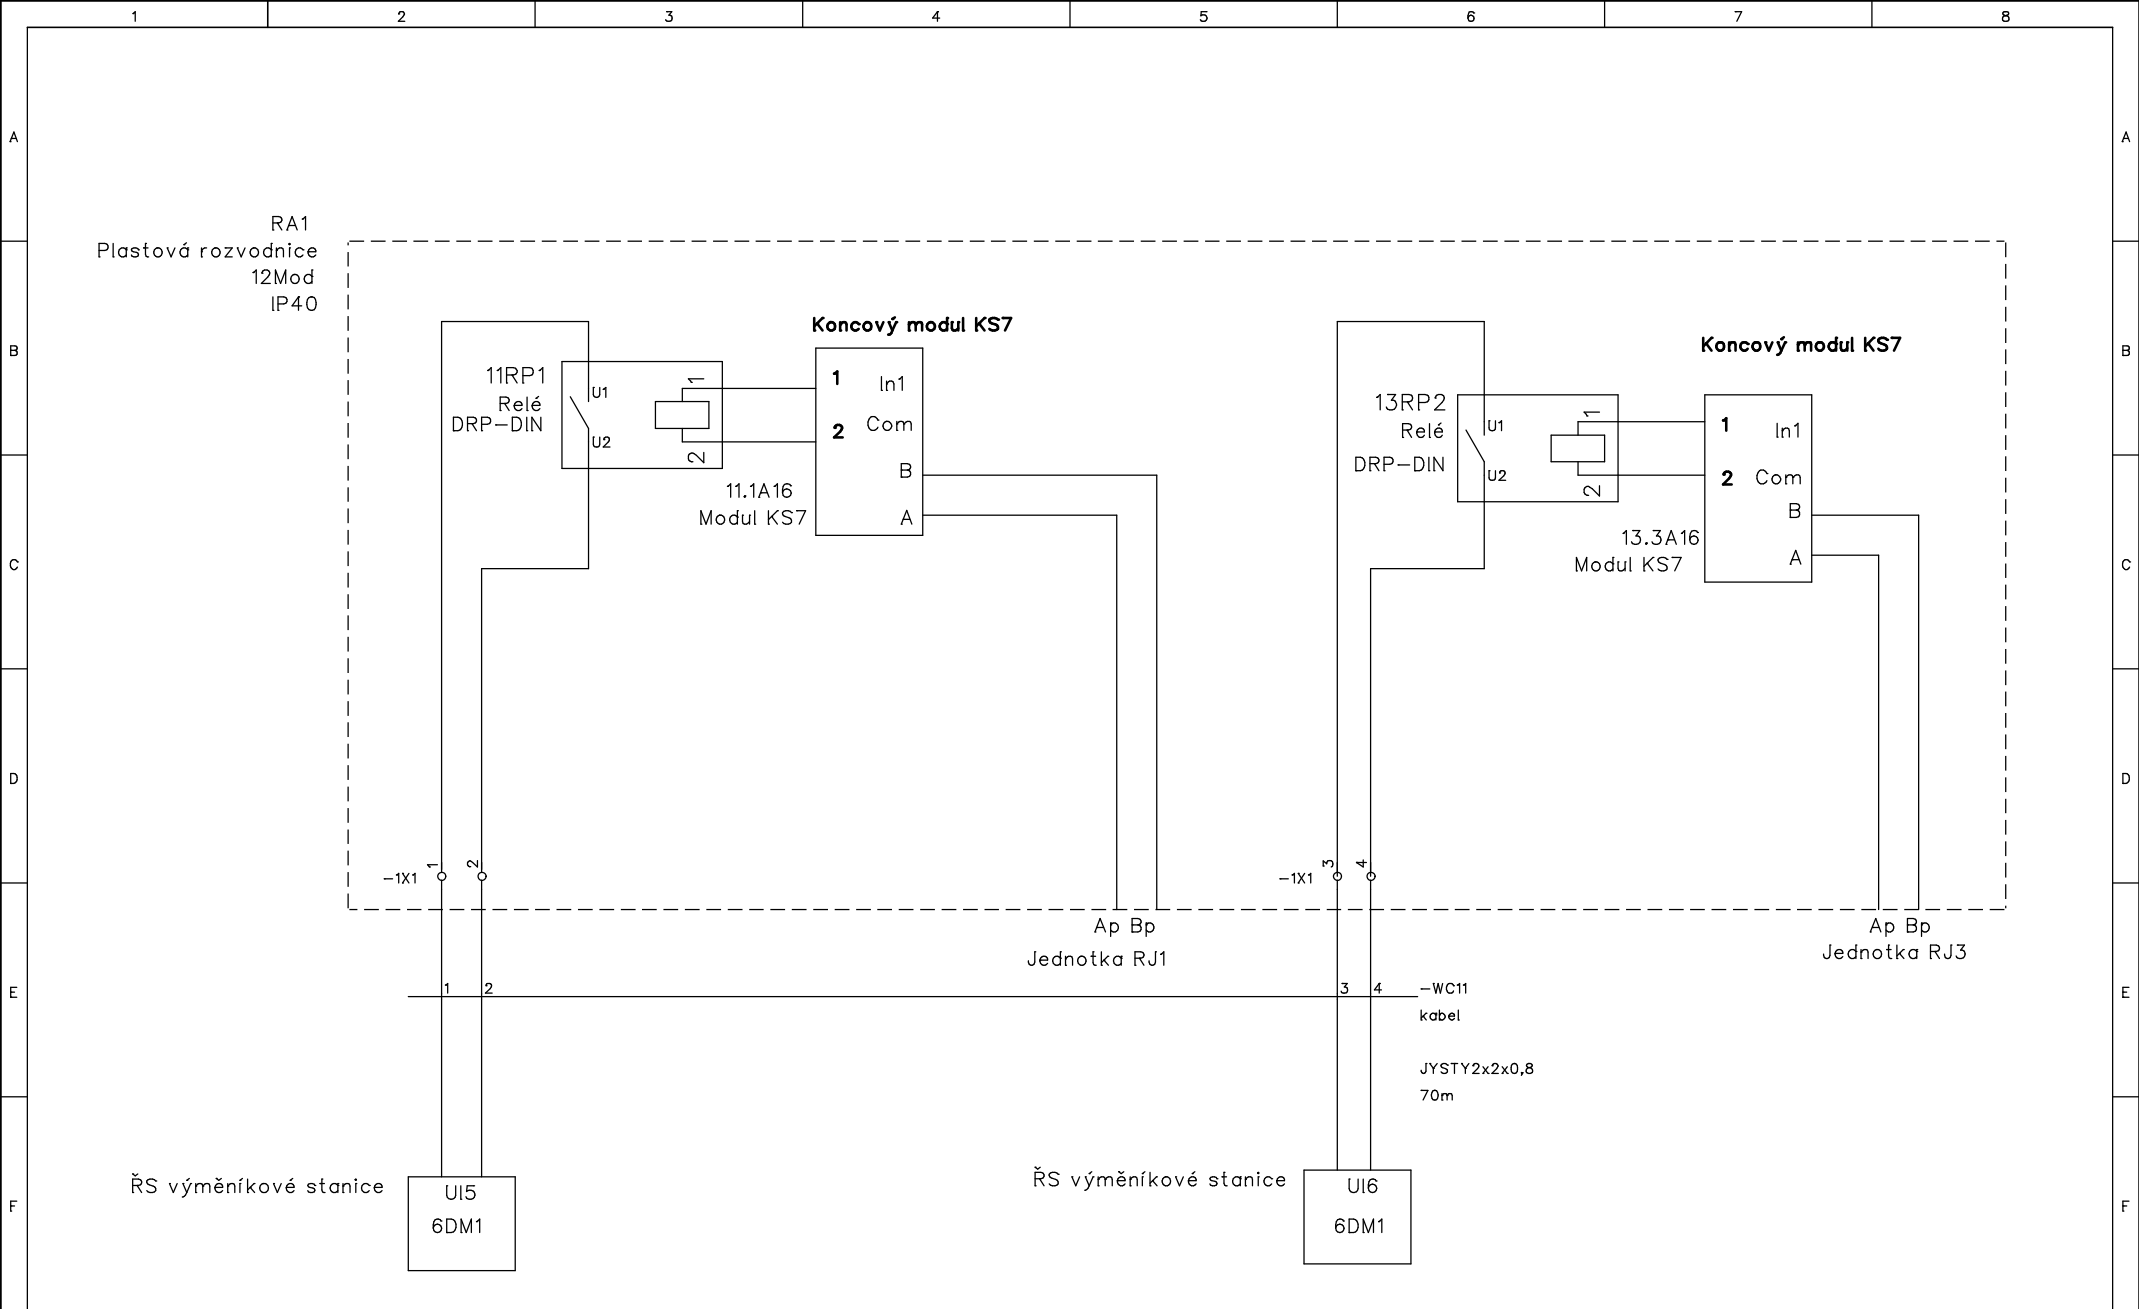 1 2 3 4 5 6 7 8
A A
RA1
Plastová rozvodnice
12Mod
IP40
B B
Koncový modul KS7
11RP1
Relé
DRP-DIN
U1
U2
1
2
1 In1
2 Com
B
A
11.1A16
Modul KS7
Koncový modul KS7
13RP2
Relé
DRP-DIN
U1
U2
1
2
1 In1
2 Com
B
A
13.3A16
Modul KS7
C C
D D
-1X1 1 2
-1X1 3 4
Ap Bp
Jednotka RJ1
Ap Bp
Jednotka RJ3
E E
1 2 3 4 -WC11
kabel
JYSTY2x2x0,8
70m
F F
ŘS výměníkové stanice
UI5
6DM1
ŘS výměníkové stanice
UI6
6DM1